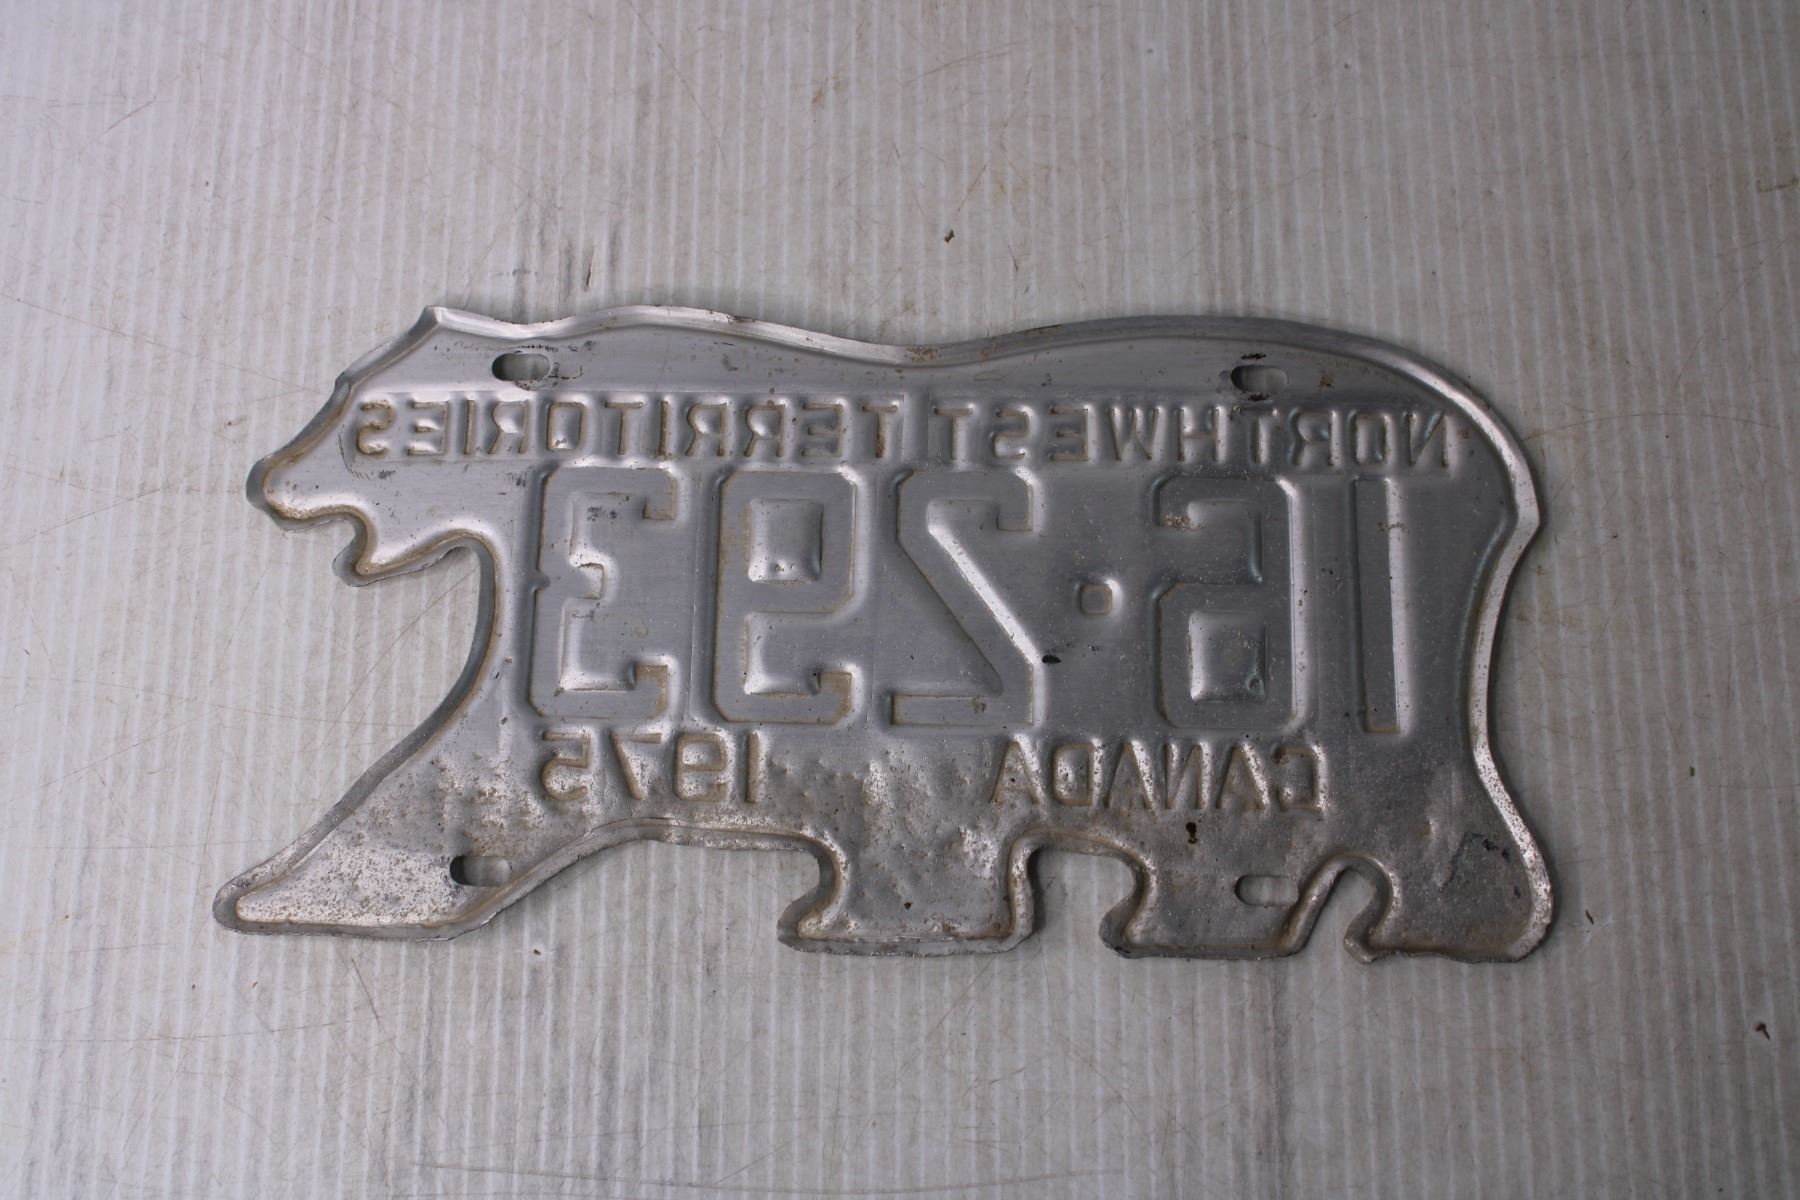 NORTHWEST TERRITORIES
16·293
CANADA 1975